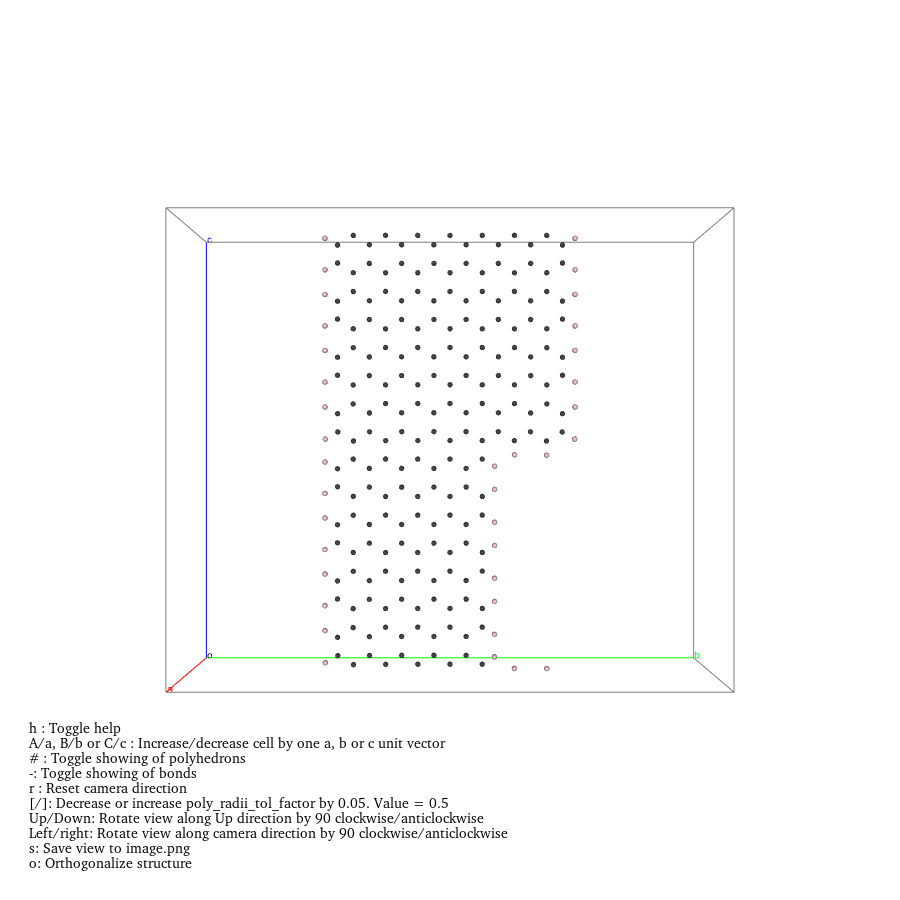 c
o
b
a
h : Toggle help
A/a, B/b or C/c : Increase/decrease cell by one a, b or c unit vector
# : Toggle showing of polyhedrons
-: Toggle showing of bonds
r : Reset camera direction
[/]: Decrease or increase poly_radii_tol_factor by 0.05. Value = 0.5
Up/Down: Rotate view along Up direction by 90 clockwise/anticlockwise
Left/right: Rotate view along camera direction by 90 clockwise/anticlockwise
s: Save view to image.png
o: Orthogonalize structure